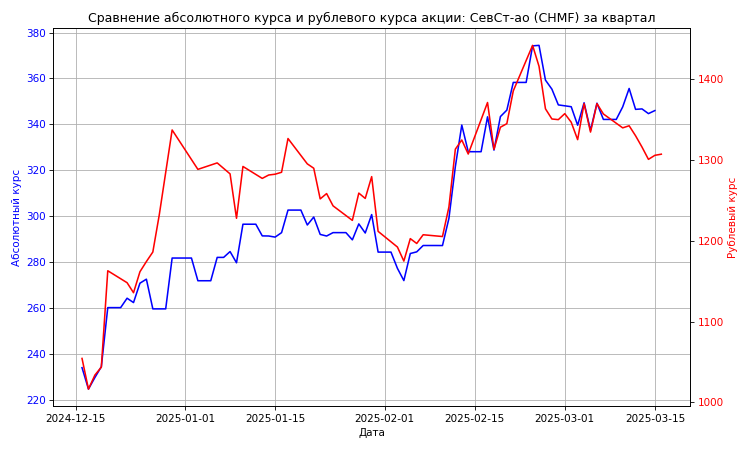 Сравнение абсолютного курса и рублевого курса акции: СевСт-ао (CHMF) за квартал
380
360
340
320
300
280
260
240
220
Абсолютный курс
1400
1300
1200
1100
1000
Рублевый курс
2024-12-15 2025-01-01 2025-01-15 2025-02-01 2025-02-15 2025-03-01 2025-03-15
Дата